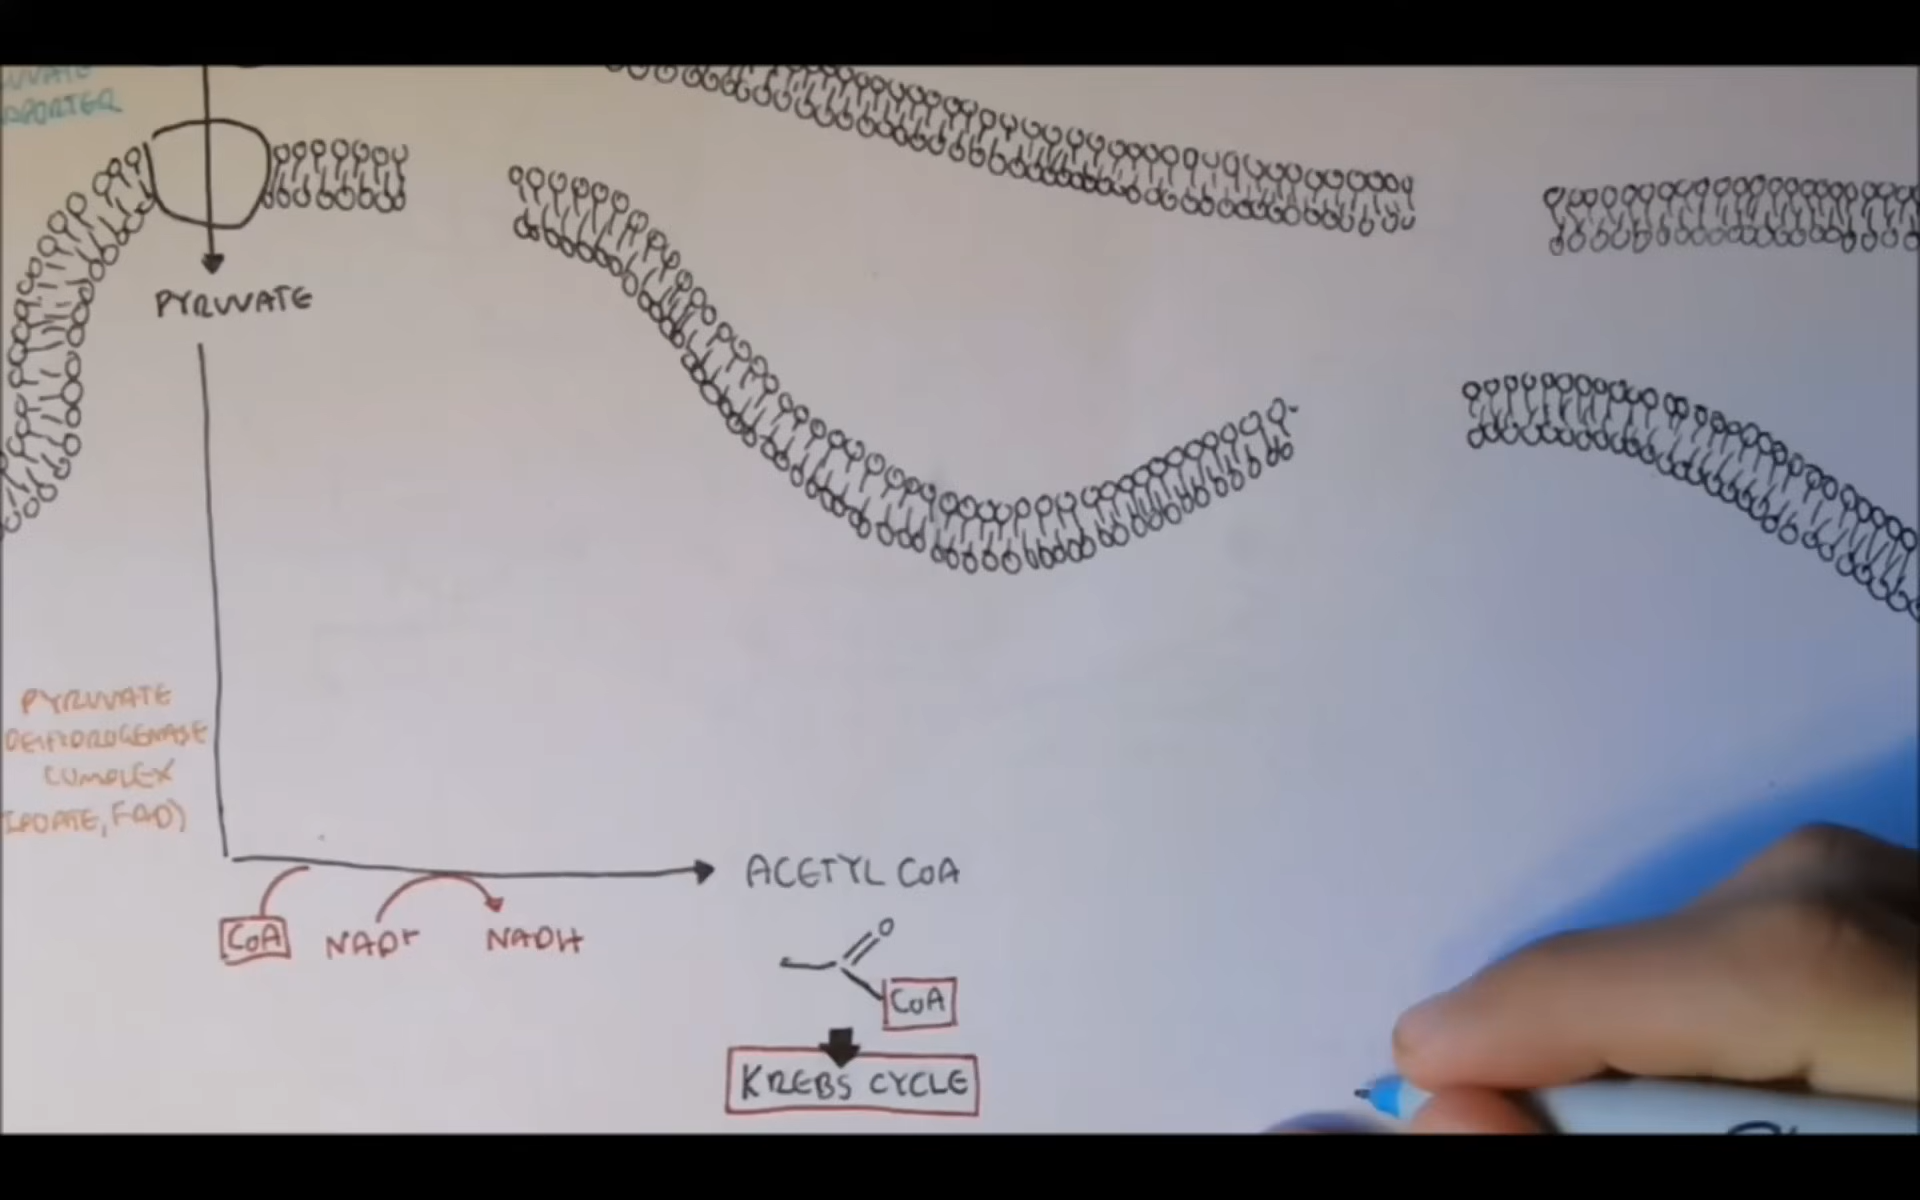 PYRUVATE
PYRUVATE
DEHYDROGENASE
COMPLEX
ACETYL CoA
CoA
NAD+
NADH
CoA
KREBS CYCLE